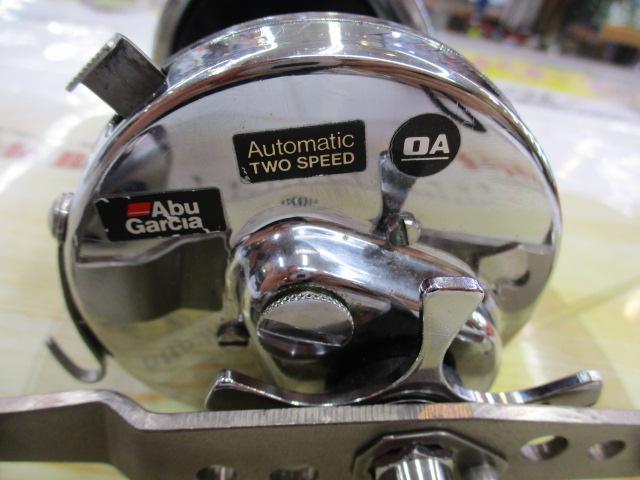 Automatic
TWO SPEED
OA
Abu
Garcia